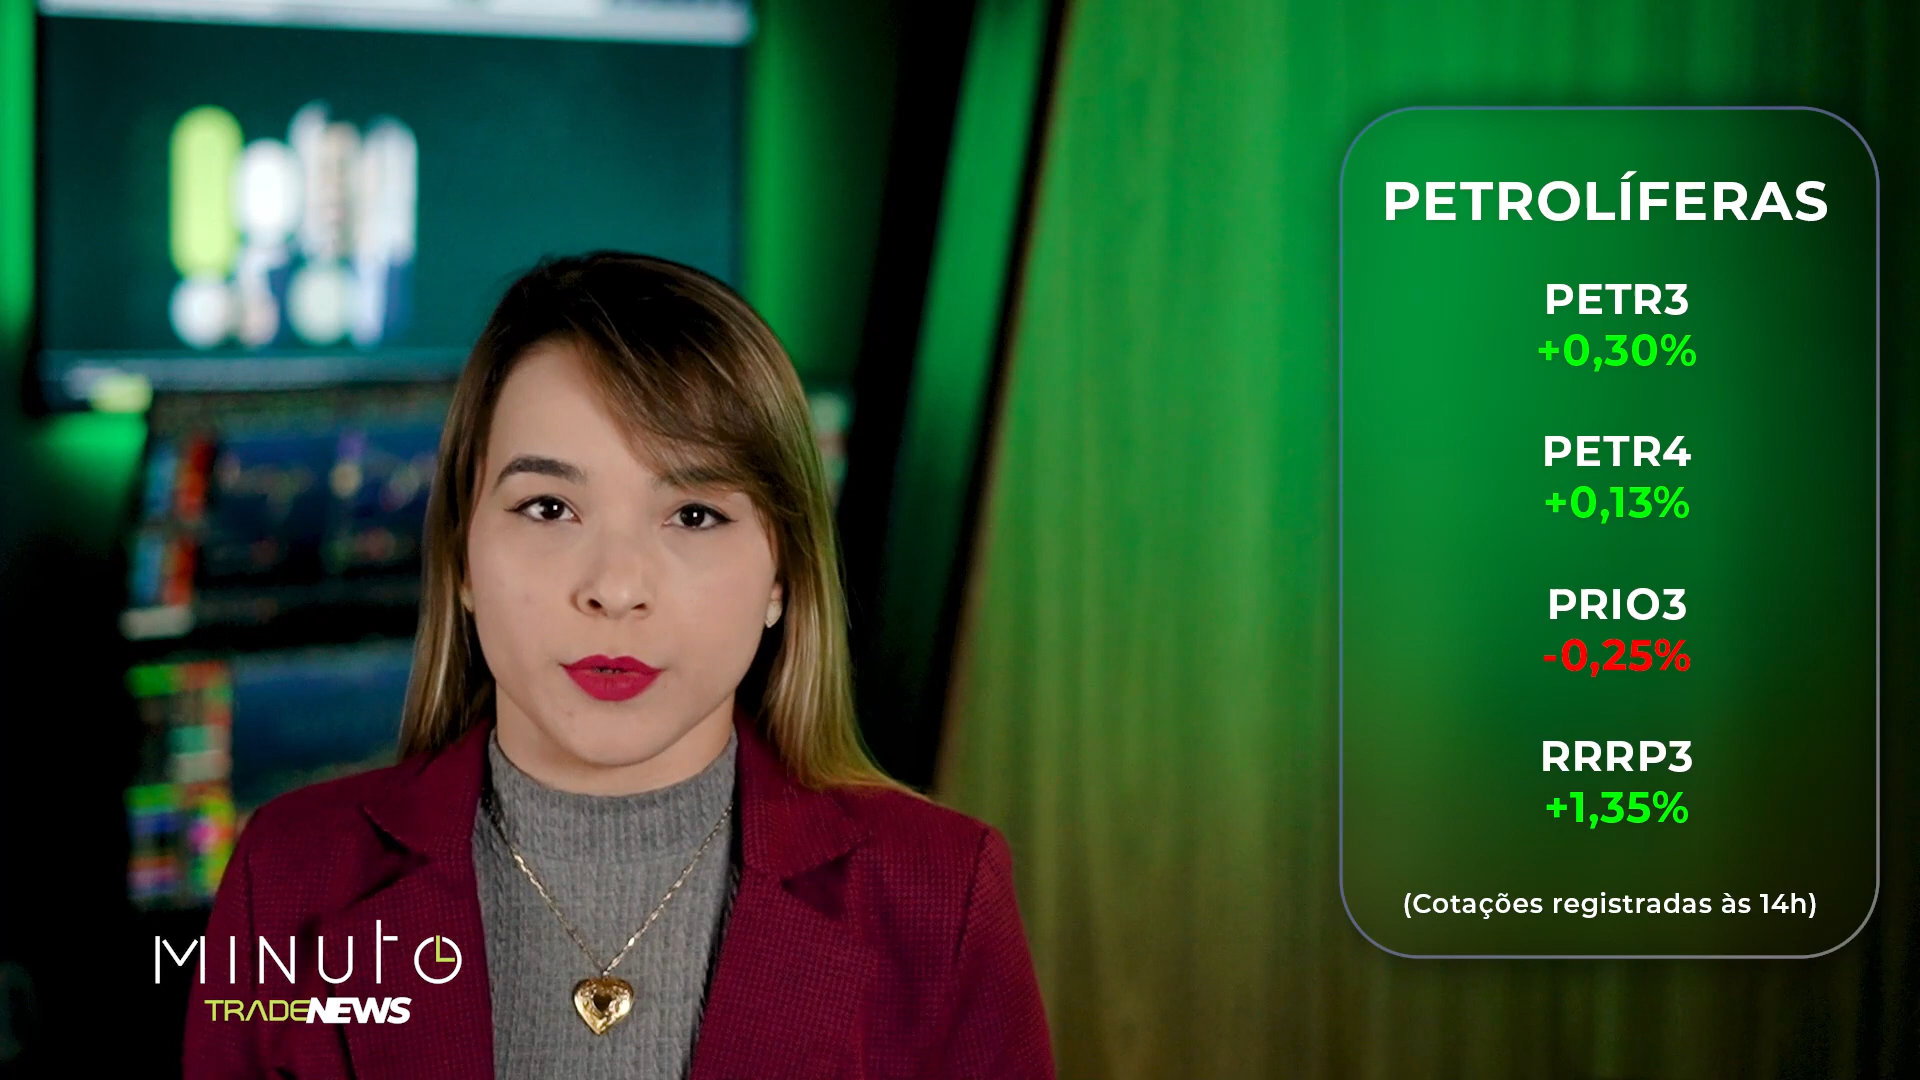 PETROLÍFERAS
PETR3
+0,30%
PETR4
+0,13%
PRIO3
-0,25%
RRRP3
+1,35%
(Cotações registradas às 14h)
MINUTO
TRADENEWS